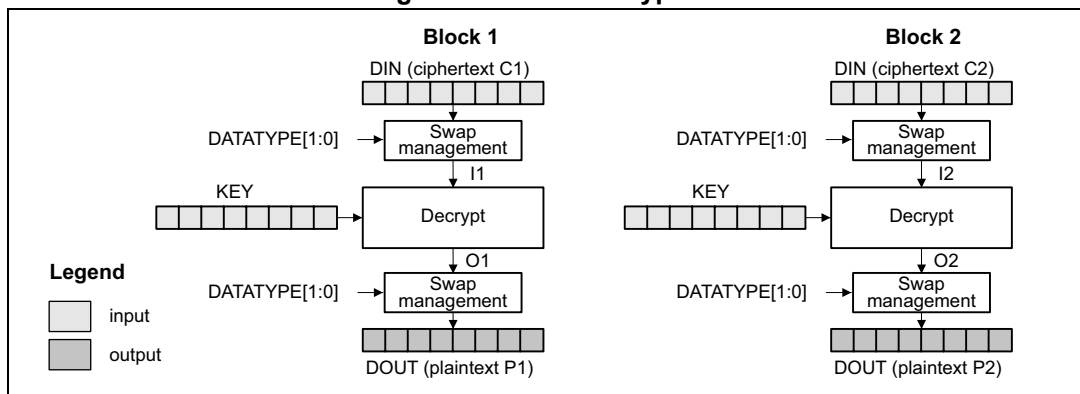 Block 1
DIN (ciphertext C1)
DATATYPE[1:0]
Swap
management
I1
KEY
Decrypt
O1
DATATYPE[1:0]
Swap
management
DOUT (plaintext P1)
Block 2
DIN (ciphertext C2)
DATATYPE[1:0]
Swap
management
I2
KEY
Decrypt
O2
DATATYPE[1:0]
Swap
management
DOUT (plaintext P2)
Legend
input
output